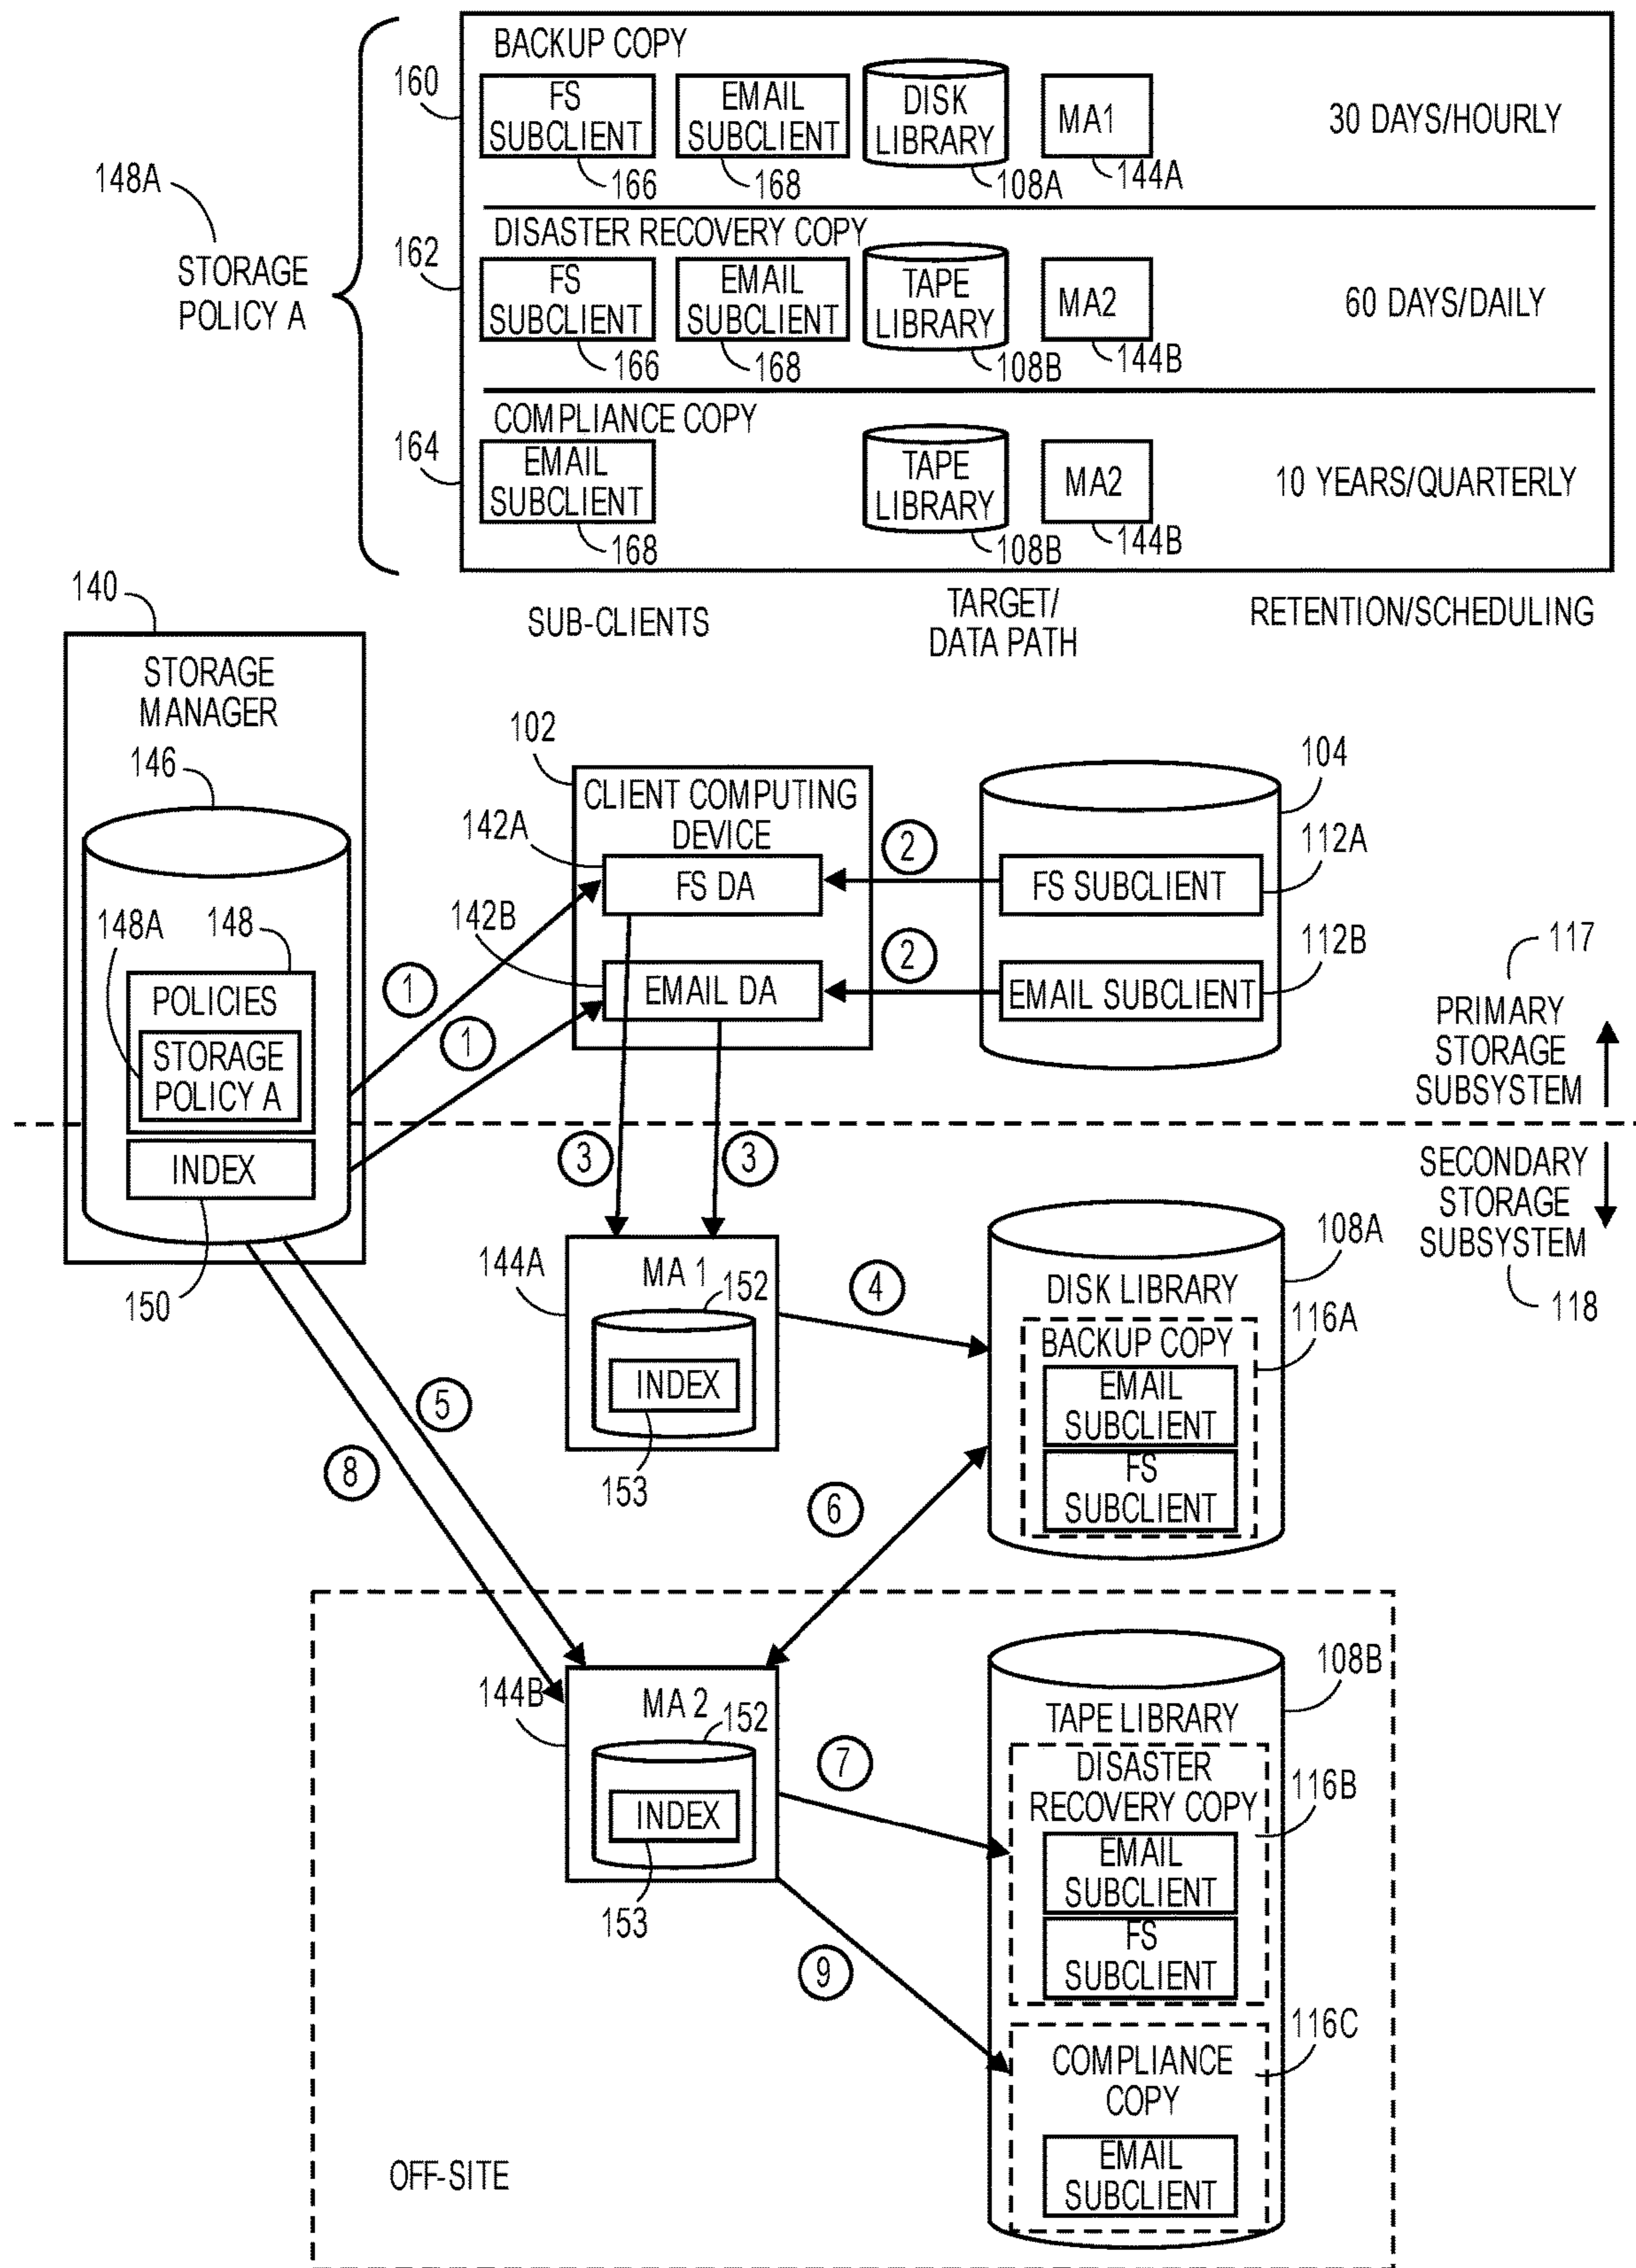 BACKUP COPY
160
FS
SUBCLIENT
166
EMAIL
SUBCLIENT
168
DISK
LIBRARY
108A
MA1
144A
30 DAYS/HOURLY
148A
STORAGE
POLICY A
DISASTER RECOVERY COPY
162
FS
SUBCLIENT
166
EMAIL
SUBCLIENT
168
TAPE
LIBRARY
108B
MA2
144B
60 DAYS/DAILY
COMPLIANCE COPY
164
EMAIL
SUBCLIENT
168
TAPE
LIBRARY
108B
MA2
144B
10 YEARS/QUARTERLY
SUB-CLIENTS
TARGET/
DATA PATH
RETENTION/SCHEDULING
140
STORAGE
MANAGER
146
148A
148
POLICIES
STORAGE
POLICY A
INDEX
150
1
1
102
CLIENT COMPUTING
DEVICE
142A
FS DA
142B
EMAIL DA
2
2
104
FS SUBCLIENT
112A
EMAIL SUBCLIENT
112B
117
PRIMARY
STORAGE
SUBSYSTEM
SECONDARY
STORAGE
SUBSYSTEM
118
3
3
144A
MA 1
152
INDEX
153
4
108A
DISK LIBRARY
116A
BACKUP COPY
EMAIL
SUBCLIENT
FS
SUBCLIENT
5
8
6
144B
MA 2
152
INDEX
153
7
9
108B
TAPE LIBRARY
DISASTER
RECOVERY COPY
116B
EMAIL
SUBCLIENT
FS
SUBCLIENT
116C
COMPLIANCE
COPY
EMAIL
SUBCLIENT
OFF-SITE